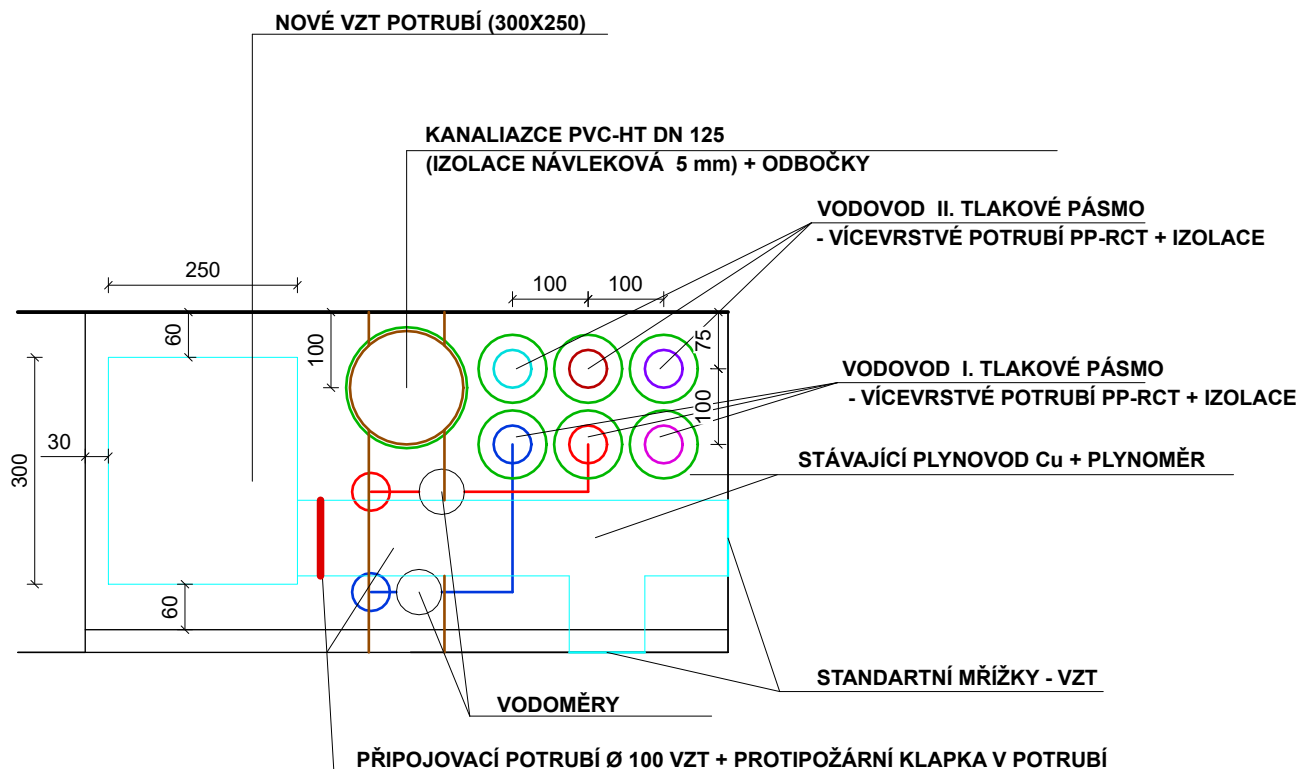 NOVÉ VZT POTRUBÍ (300X250)
KANALIAZCE PVC-HT DN 125
(IZOLACE NÁVLEKOVÁ 5 mm) + ODBOČKY
VODOVOD II. TLAKOVÉ PÁSMO
- VÍCEVRSTVÉ POTRUBÍ PP-RCT + IZOLACE
250
100
100
60
100
75
VODOVOD I. TLAKOVÉ PÁSMO
- VÍCEVRSTVÉ POTRUBÍ PP-RCT + IZOLACE
100
30
300
STÁVAJÍCÍ PLYNOVOD Cu + PLYNOMĚR
60
STANDARTNÍ MŘÍŽKY - VZT
VODOMĚRY
PŘIPOJOVACÍ POTRUBÍ Ø 100 VZT + PROTIPOŽÁRNÍ KLAPKA V POTRUBÍ